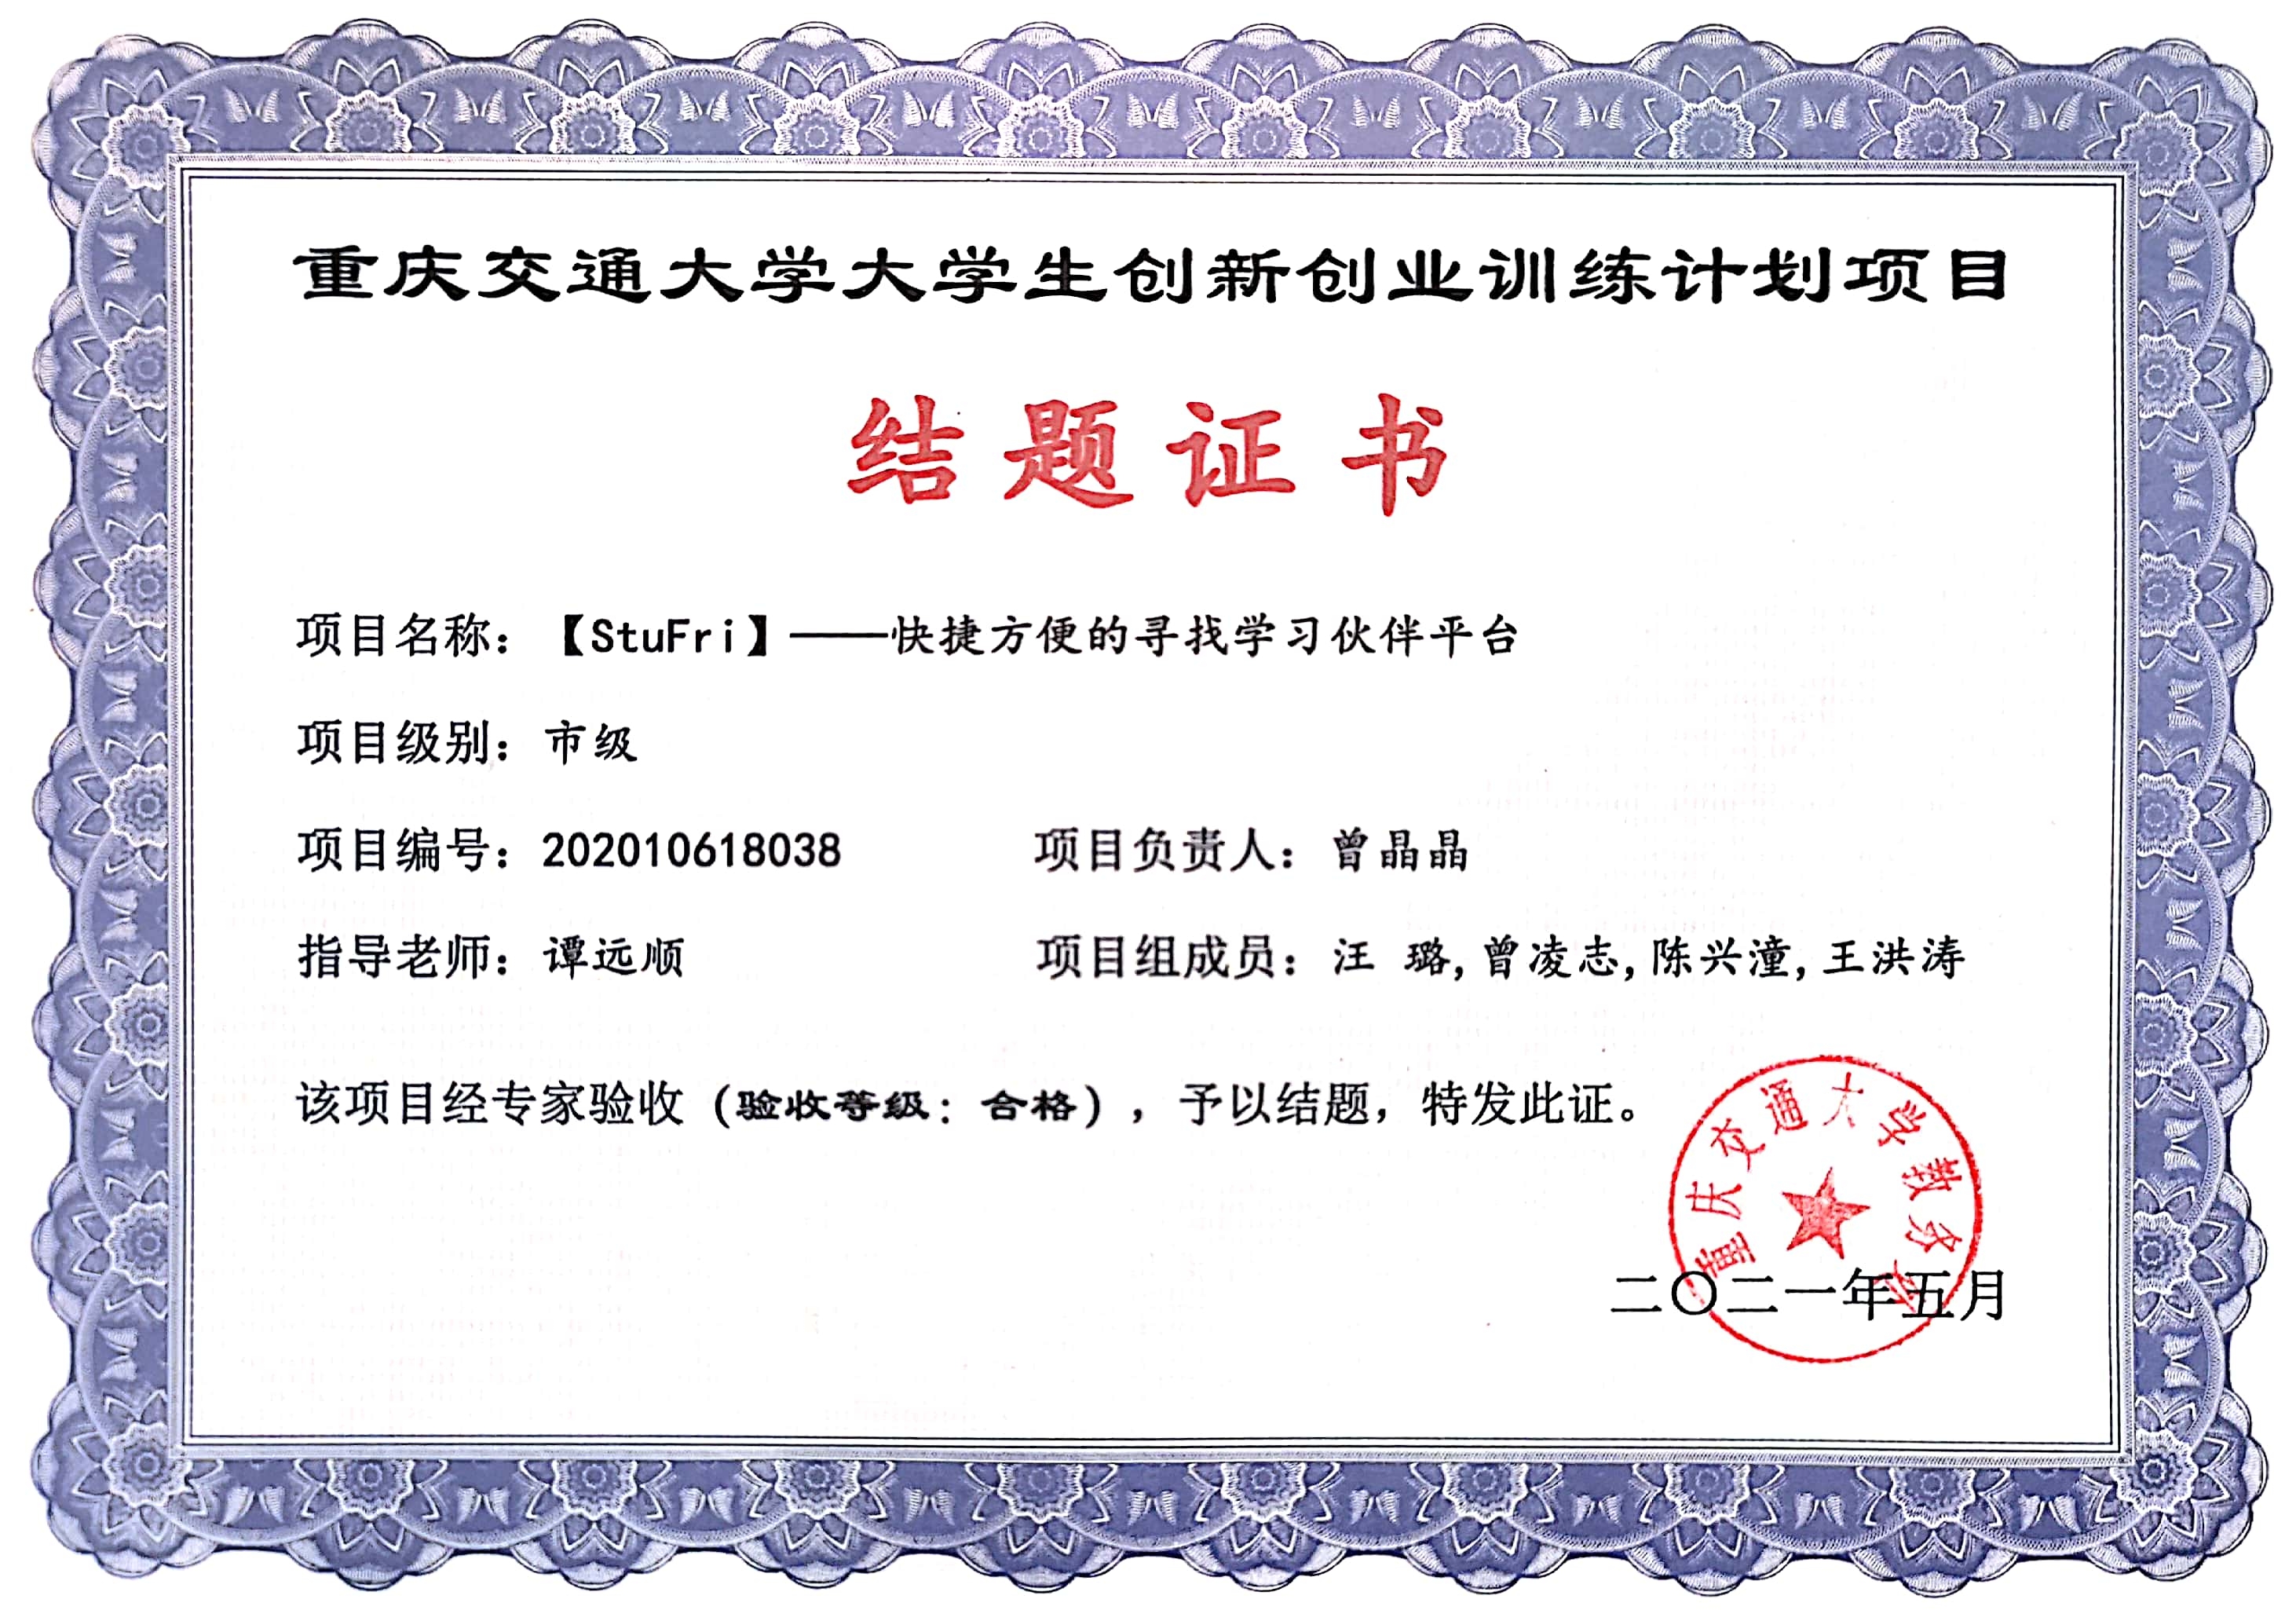 重庆交通大学大学生创新创业训练计划项目
结题证书
项目名称：【StuFri】——快捷方便的寻找学习伙伴平台
项目级别：市级
项目编号：202010618038 项目负责人：曾晶晶
指导老师：谭远顺 项目组成员：汪 璐,曾凌志,陈兴潼,王洪涛
该项目经专家验收（验收等级：合格），予以结题，特发此证。
重庆交通大学教务处
二〇二一年五月